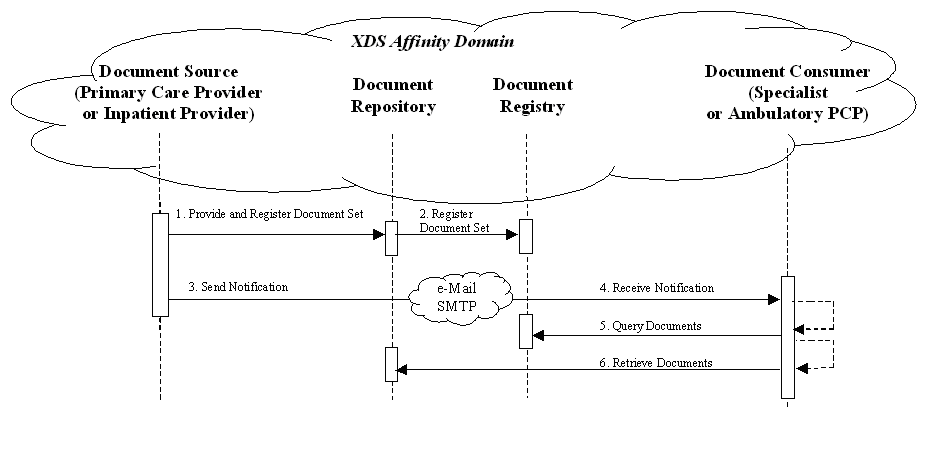 XDS Affinity Domain
Document Source
(Primary Care Provider
or Inpatient Provider)
Document
Repository
Document
Registry
Document Consumer
(Specialist
or Ambulatory PCP)
1. Provide and Register Document Set
2. Register
Document Set
3. Send Notification
e-Mail
SMTP
4. Receive Notification
5. Query Documents
6. Retrieve Documents